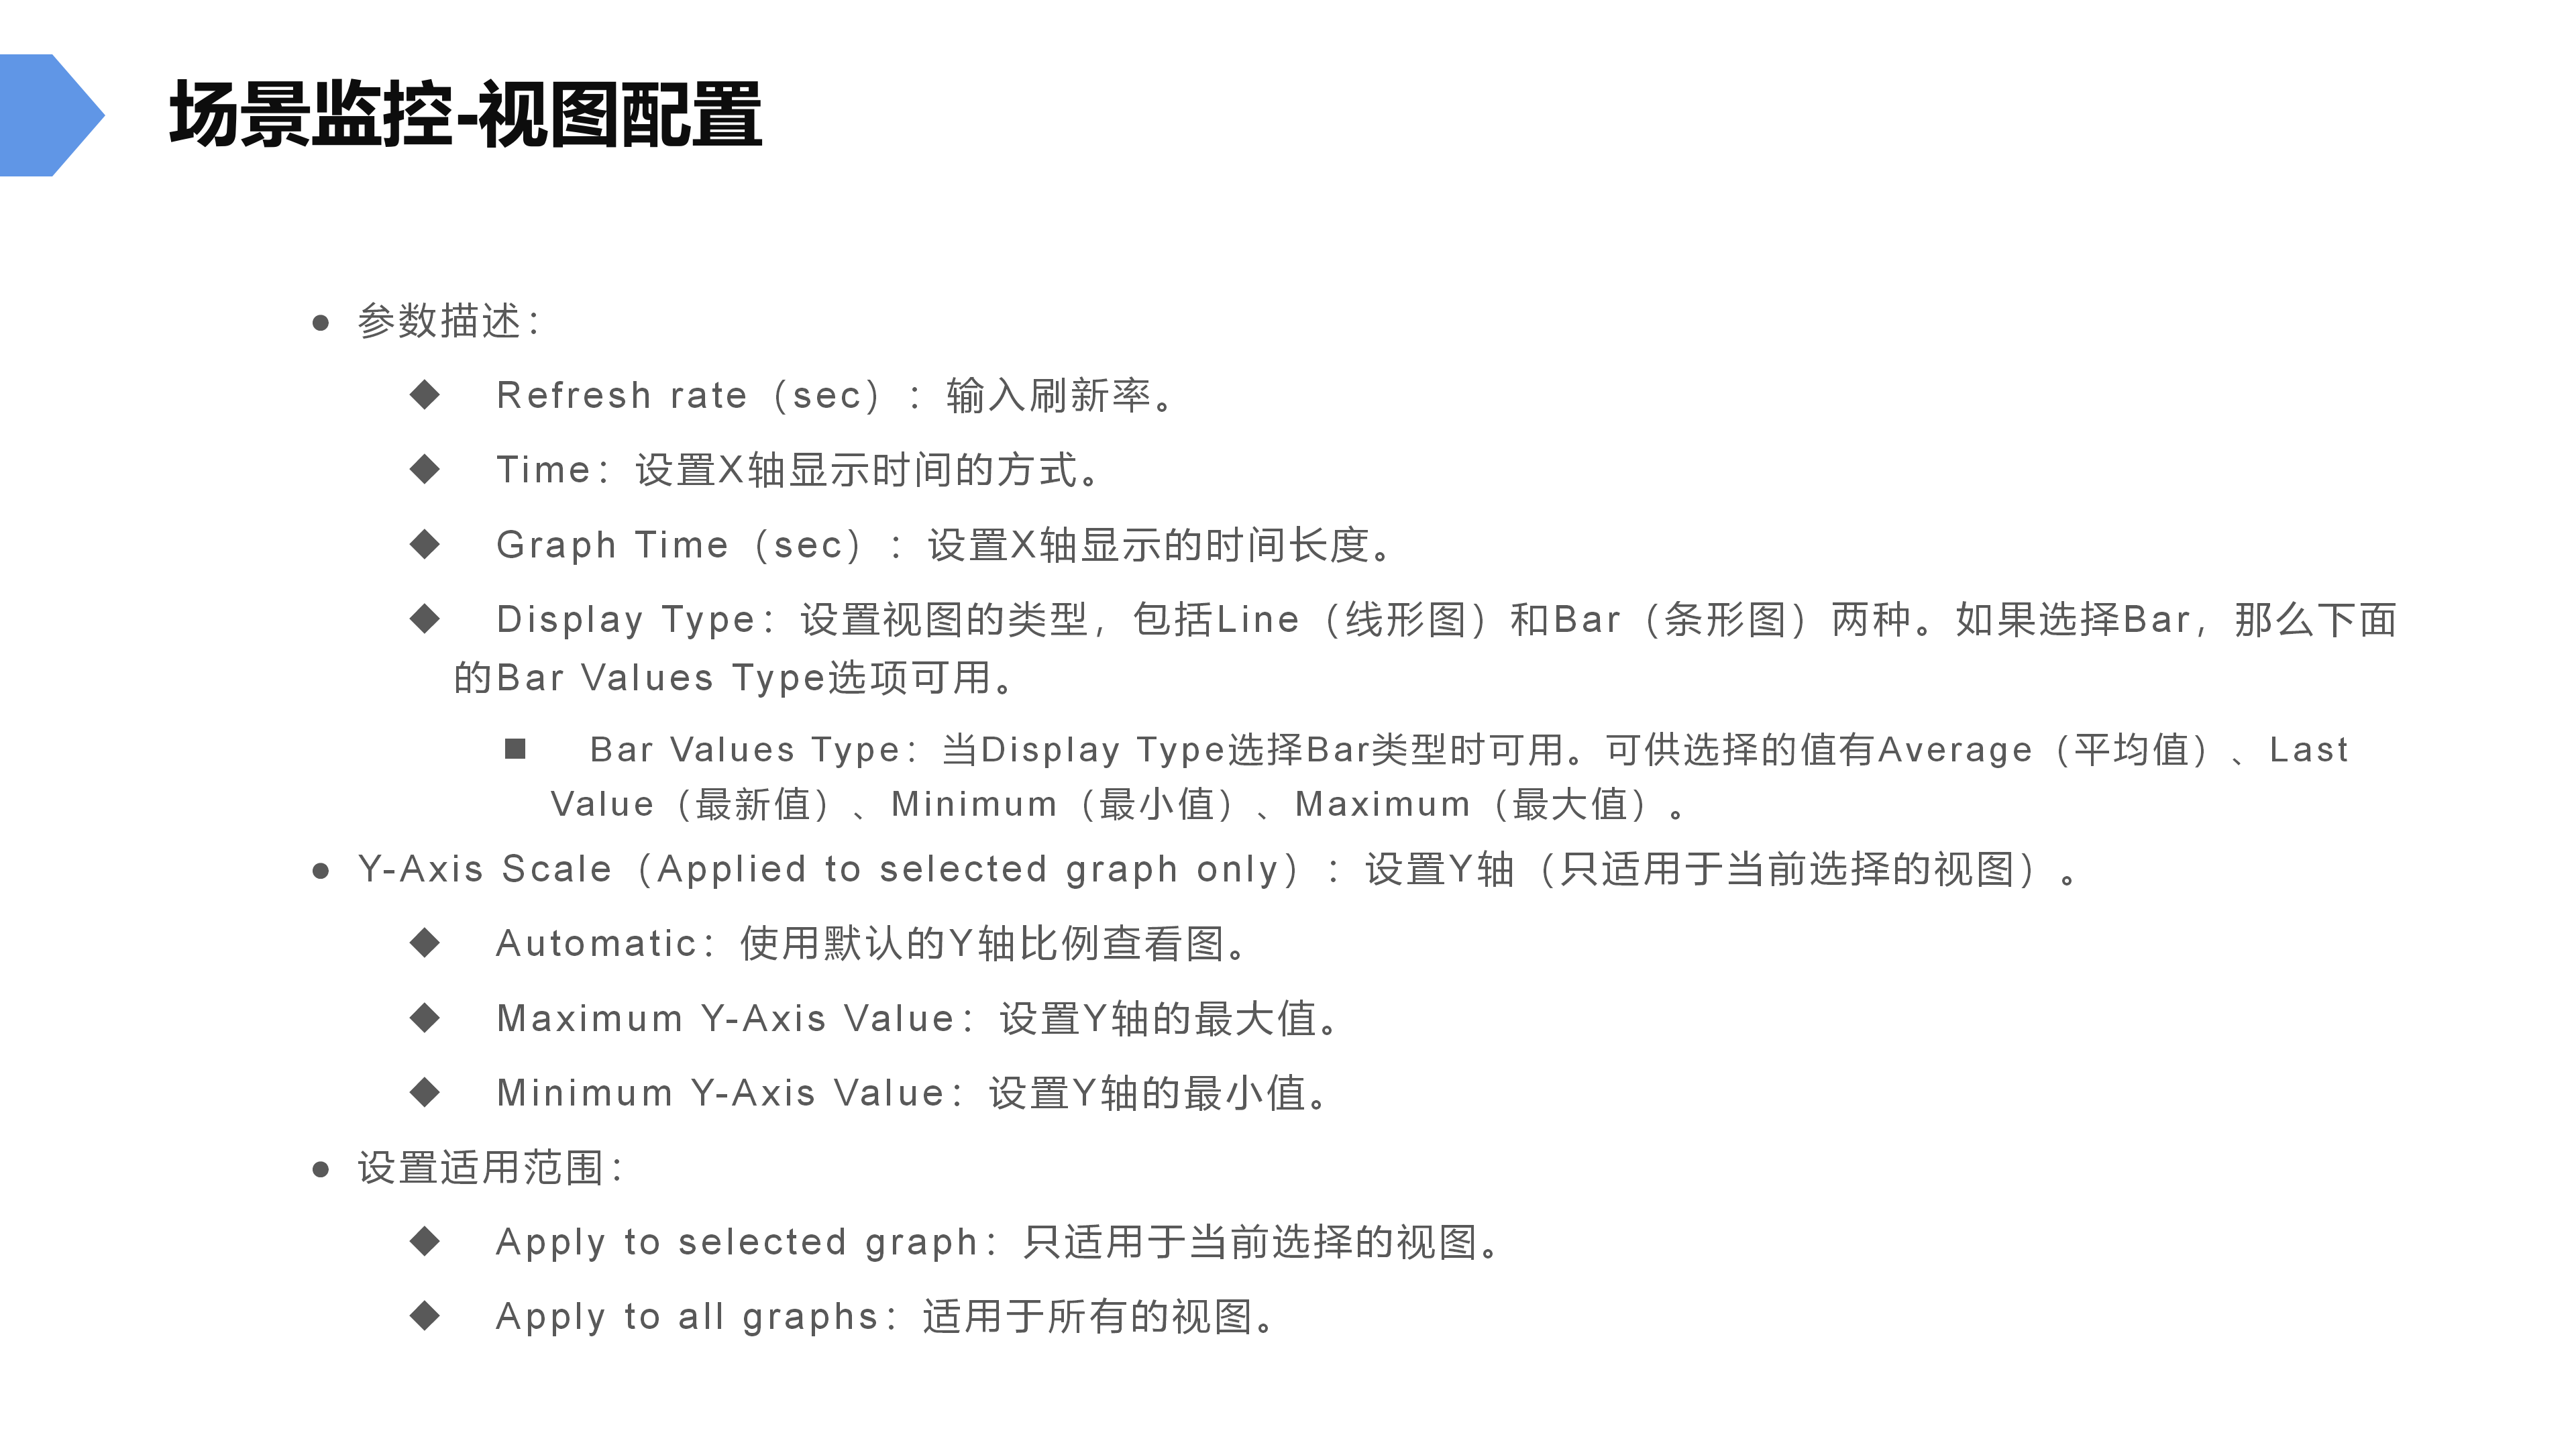 场景监控-视图配置
● 参数描述：
◆ Refresh rate（sec）：输入刷新率。
◆ Time：设置X轴显示时间的方式。
◆ Graph Time（sec）：设置X轴显示的时间长度。
◆ Display Type：设置视图的类型，包括Line（线形图）和Bar（条形图）两种。如果选择Bar，那么下面
的Bar Values Type选项可用。
■ Bar Values Type：当Display Type选择Bar类型时可用。可供选择的值有Average（平均值）、Last
Value（最新值）、Minimum（最小值）、Maximum（最大值）。
● Y-Axis Scale（Applied to selected graph only）：设置Y轴（只适用于当前选择的视图）。
◆ Automatic：使用默认的Y轴比例查看图。
◆ Maximum Y-Axis Value：设置Y轴的最大值。
◆ Minimum Y-Axis Value：设置Y轴的最小值。
● 设置适用范围：
◆ Apply to selected graph：只适用于当前选择的视图。
◆ Apply to all graphs：适用于所有的视图。